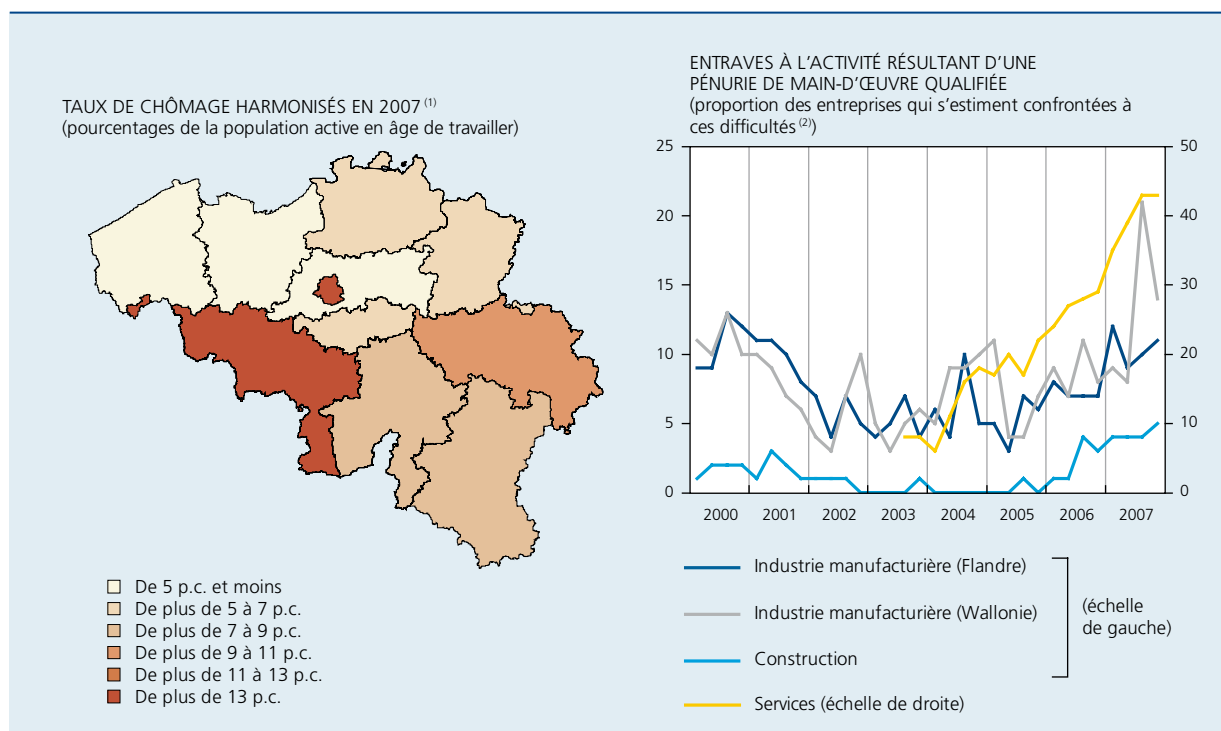 TAUX DE CHÔMAGE HARMONISÉS EN 2007 (1)
(pourcentages de la population active en âge de travailler)
De 5 p.c. et moins
De plus de 5 à 7 p.c.
De plus de 7 à 9 p.c.
De plus de 9 à 11 p.c.
De plus de 11 à 13 p.c.
De plus de 13 p.c.
ENTRAVES À L'ACTIVITÉ RÉSULTANT D'UNE
PÉNURIE DE MAIN-D'ŒUVRE QUALIFIÉE
(proportion des entreprises qui s'estiment confrontées à
ces difficultés (2))
25
20
15
10
5
0
50
40
30
20
10
0
2000 2001 2002 2003 2004 2005 2006 2007
Industrie manufacturière (Flandre)
Industrie manufacturière (Wallonie)
Construction
(échelle
de gauche)
Services (échelle de droite)